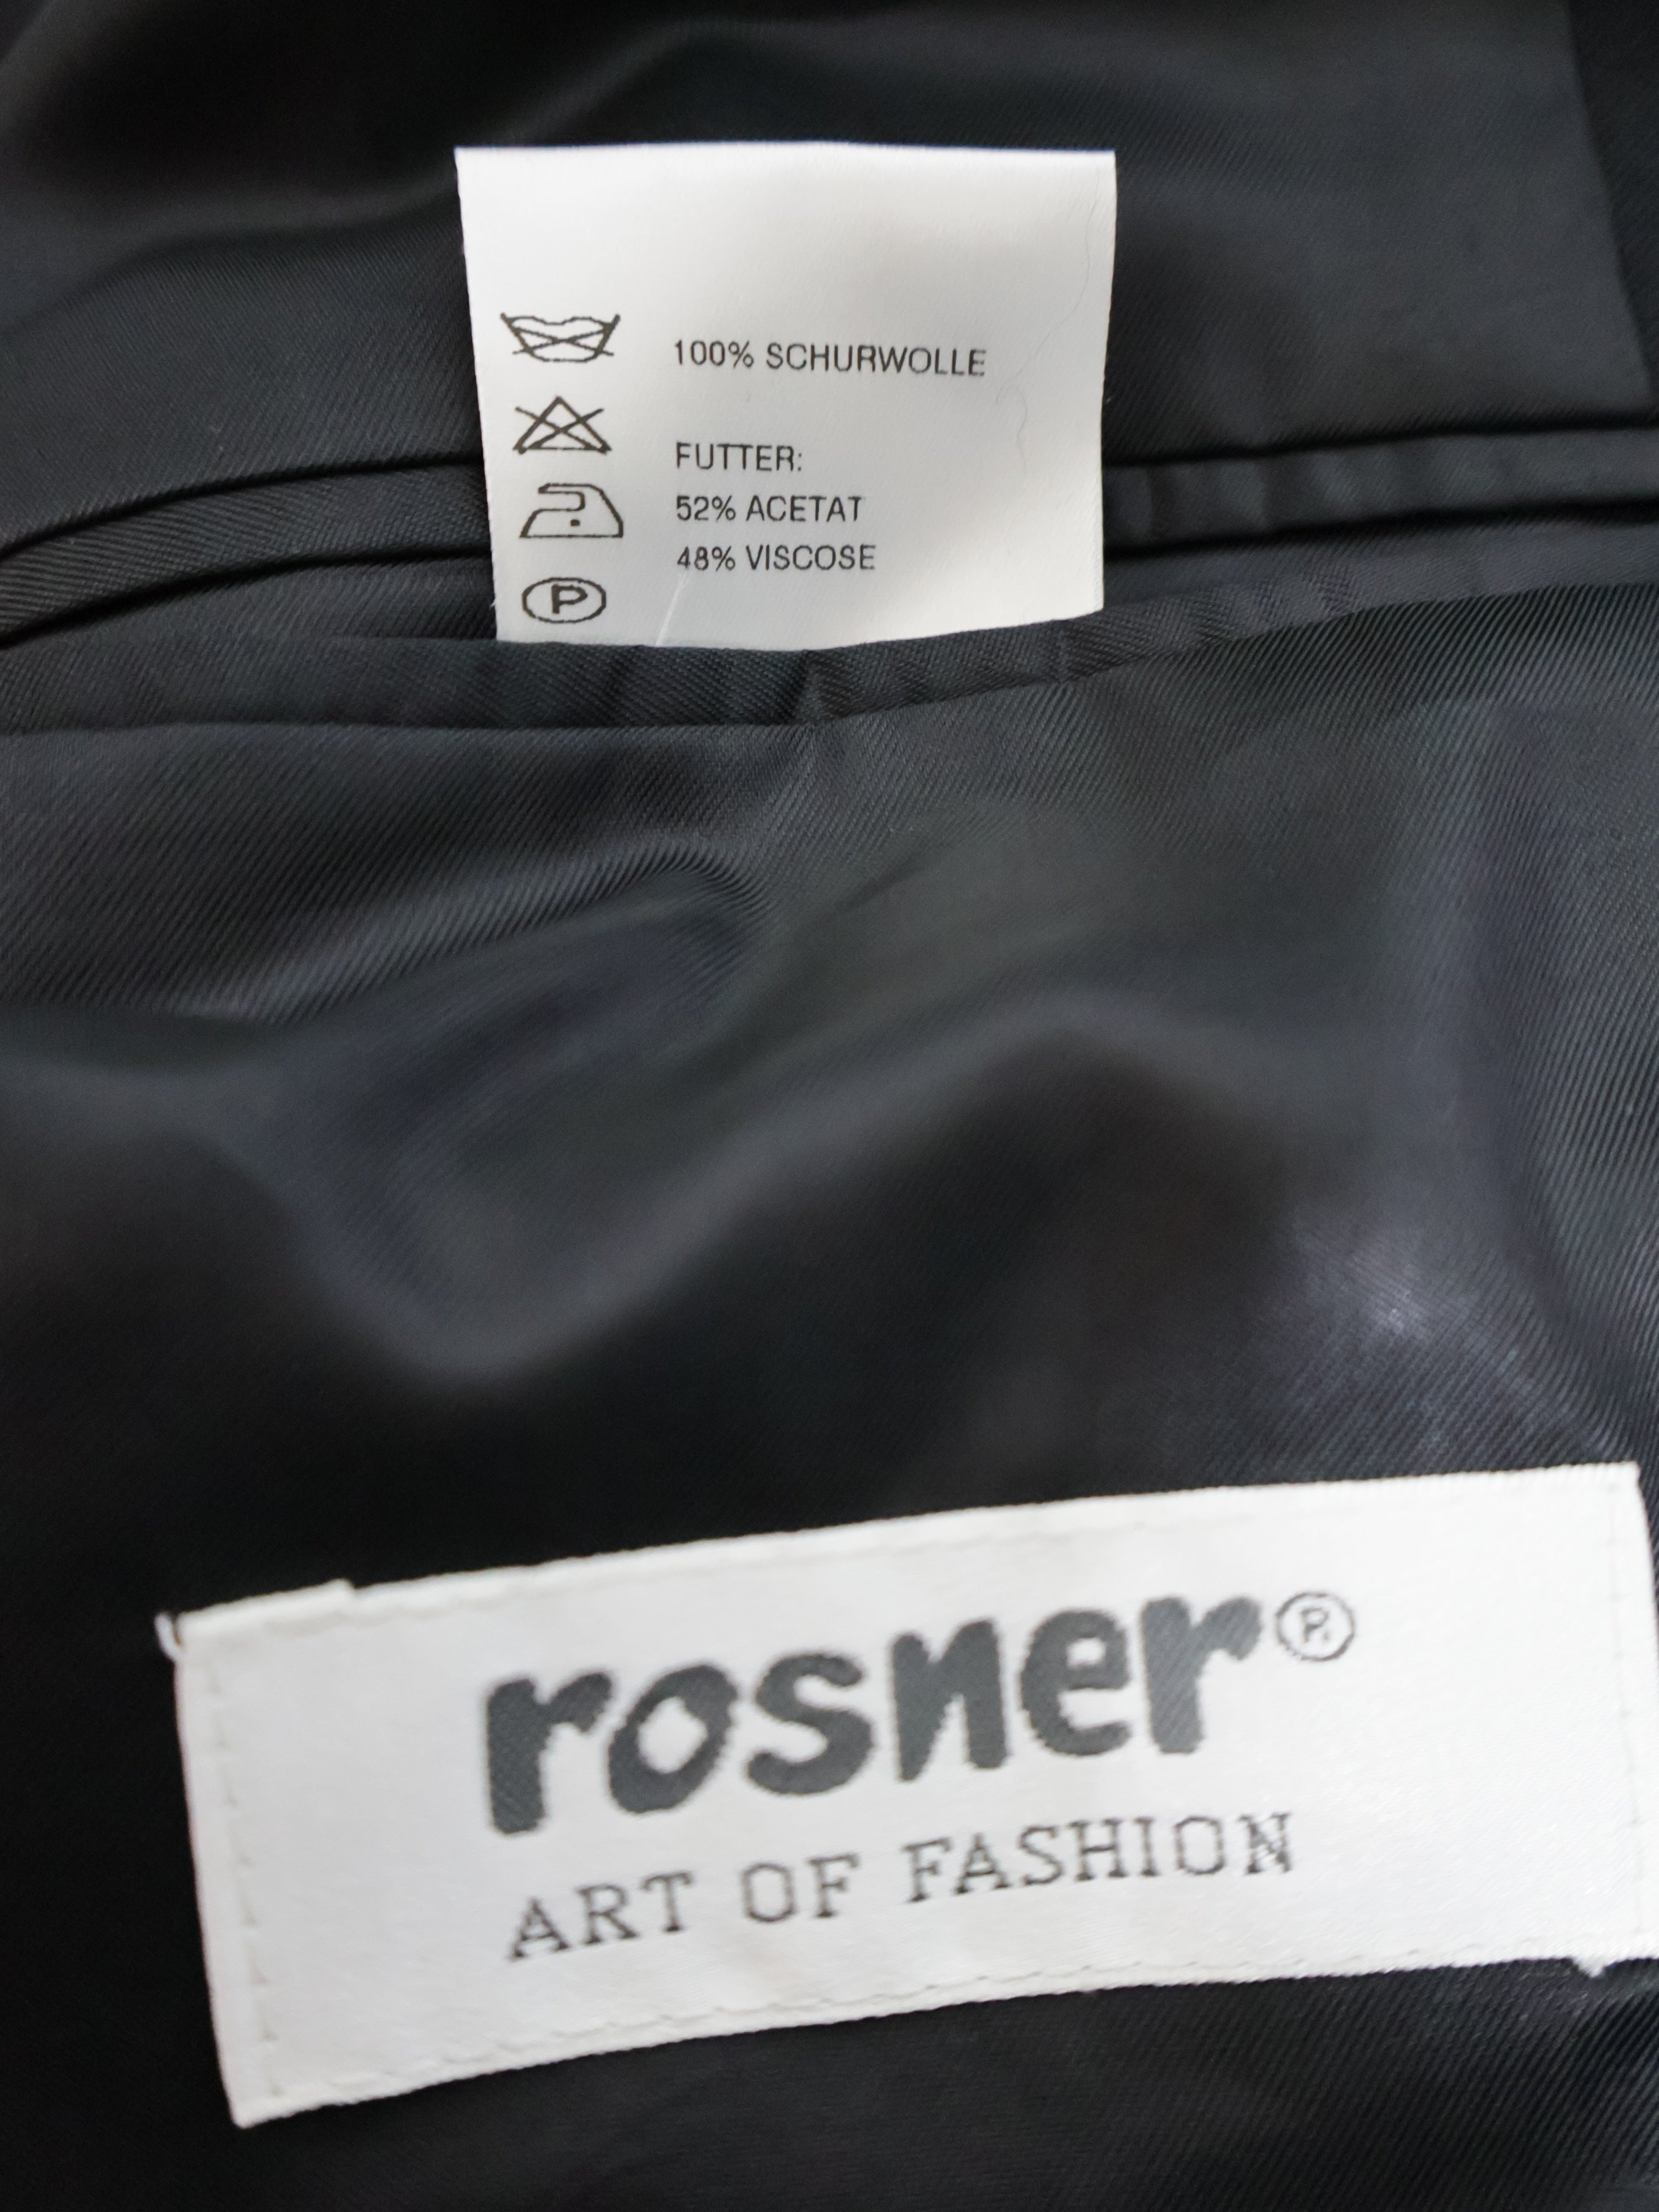 100% SCHURWOLLE
FUTTER:
52% ACETAT
48% VISCOSE
P
rosner®
ART OF FASHION